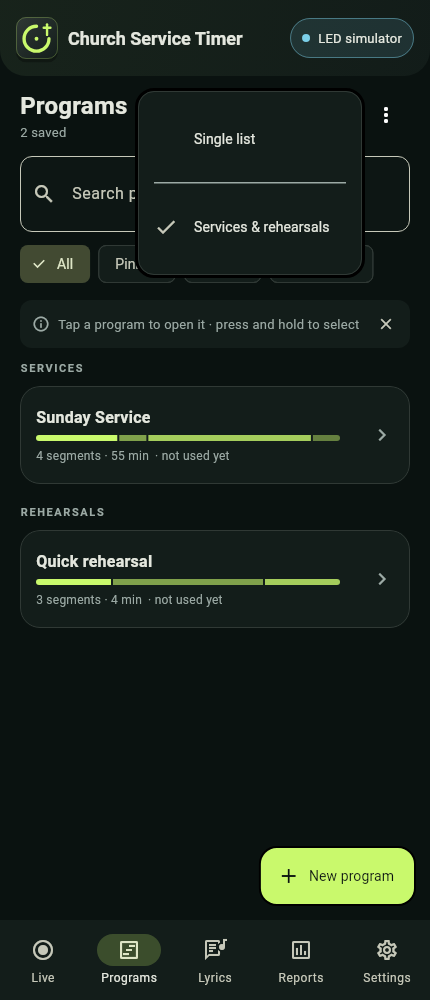 Church Service Timer
LED simulator
Programs
2 saved
Single list
Services & rehearsals
Search p
All
Pin
Tap a program to open it · press and hold to select
SERVICES
Sunday Service
4 segments · 55 min · not used yet
REHEARSALS
Quick rehearsal
3 segments · 4 min · not used yet
New program
Live
Programs
Lyrics
Reports
Settings